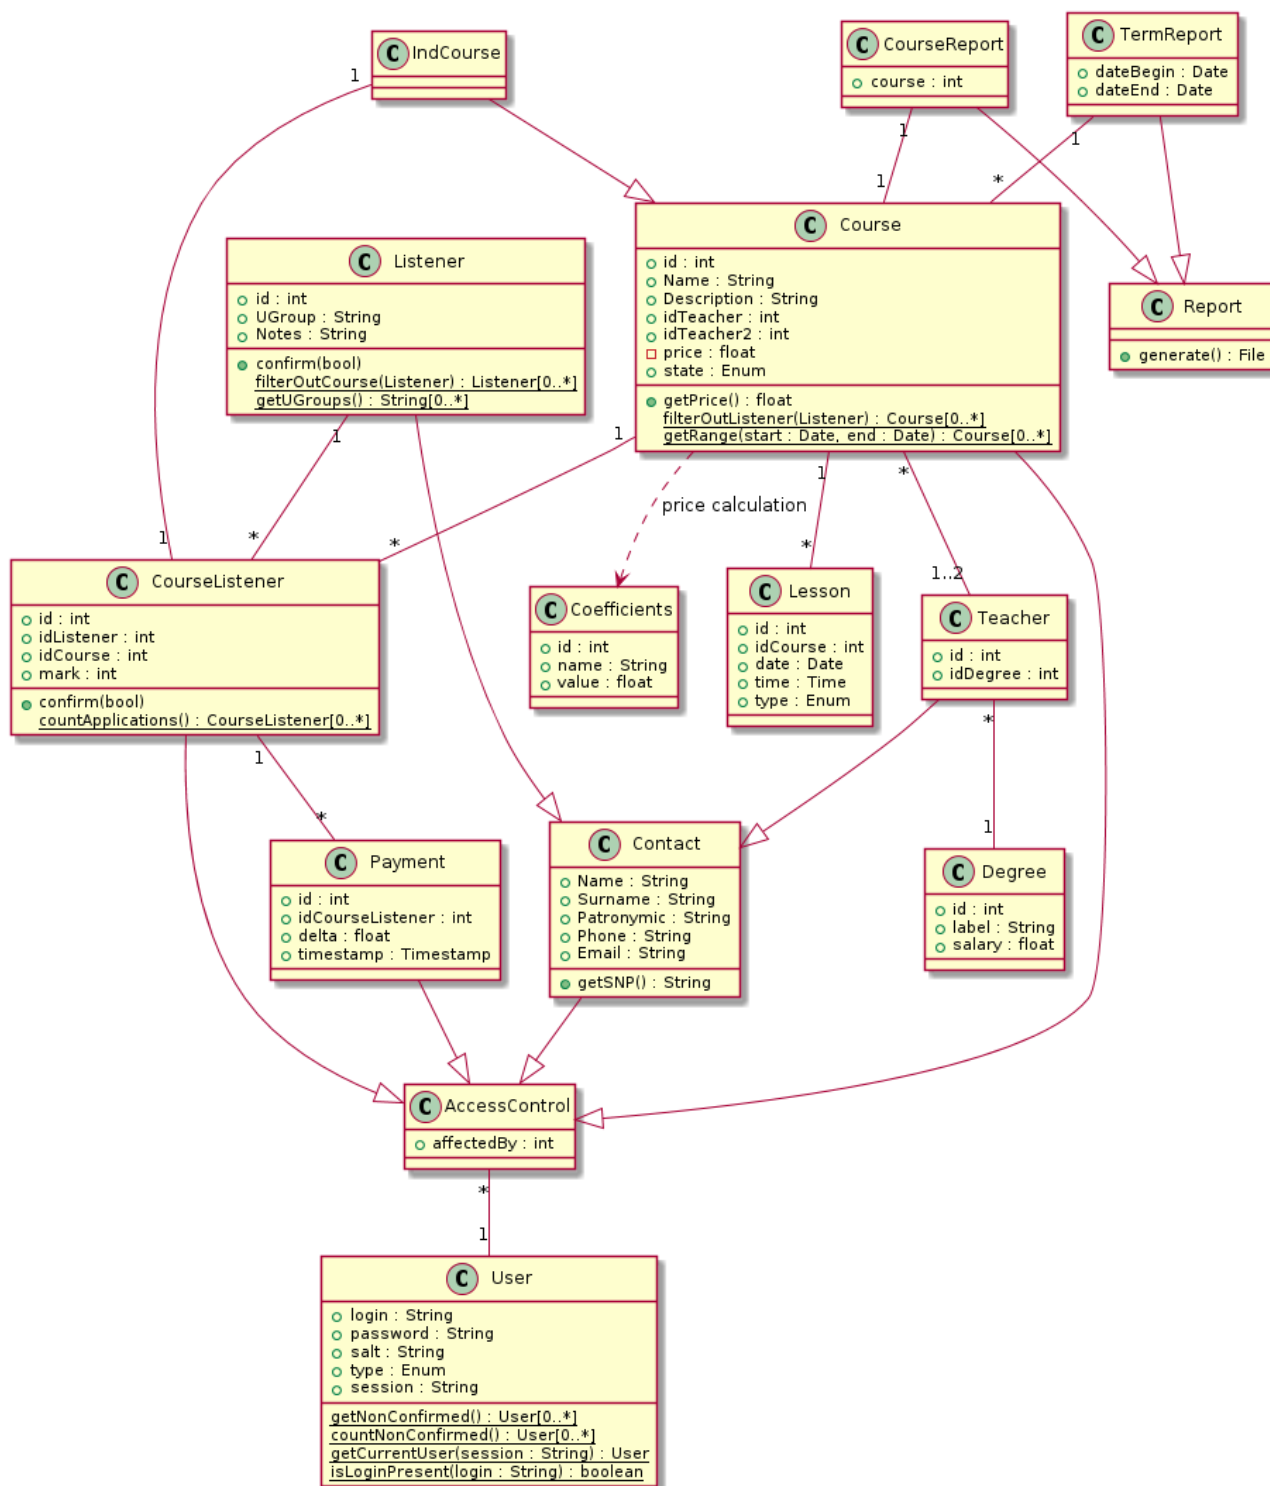 C IndCourse
C CourseReport
course : int
C TermReport
dateBegin : Date
dateEnd : Date
1
1
1
1
*
C Course
id : int
Name : String
Description : String
idTeacher : int
idTeacher2 : int
price : float
state : Enum
getPrice() : float
filterOutListener(Listener) : Course[0..*]
getRange(start : Date, end : Date) : Course[0..*]
C Listener
id : int
UGroup : String
Notes : String
confirm(bool)
filterOutCourse(Listener) : Listener[0..*]
getUGroups() : String[0..*]
C Report
generate() : File
1
1
1
*
price calculation
1
*
*
*
1..2
C CourseListener
id : int
idListener : int
idCourse : int
mark : int
confirm(bool)
countApplications() : CourseListener[0..*]
C Coefficients
id : int
name : String
value : float
C Lesson
id : int
idCourse : int
date : Date
time : Time
type : Enum
C Teacher
id : int
idDegree : int
1
*
*
1
C Payment
id : int
idCourseListener : int
delta : float
timestamp : Timestamp
C Contact
Name : String
Surname : String
Patronymic : String
Phone : String
Email : String
getSNP() : String
C Degree
id : int
label : String
salary : float
C AccessControl
affectedBy : int
*
1
C User
login : String
password : String
salt : String
type : Enum
session : String
getNonConfirmed() : User[0..*]
countNonConfirmed() : User[0..*]
getCurrentUser(session : String) : User
isLoginPresent(login : String) : boolean